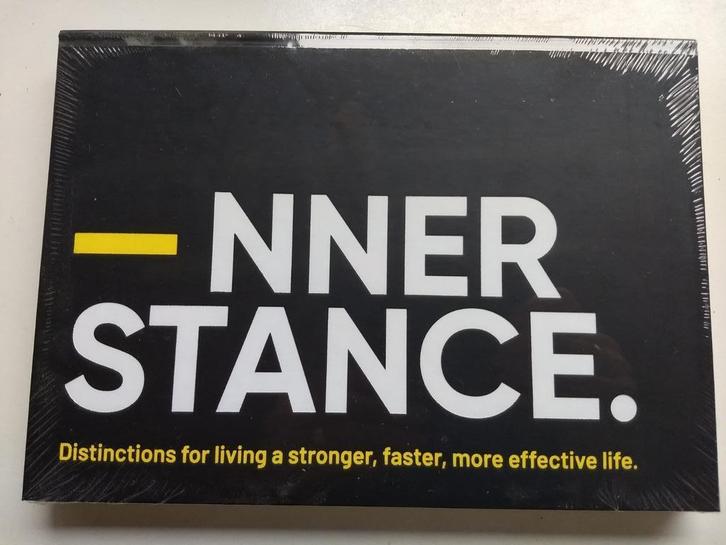 — NNER
STANCE.
Distinctions for living a stronger, faster, more effective life.